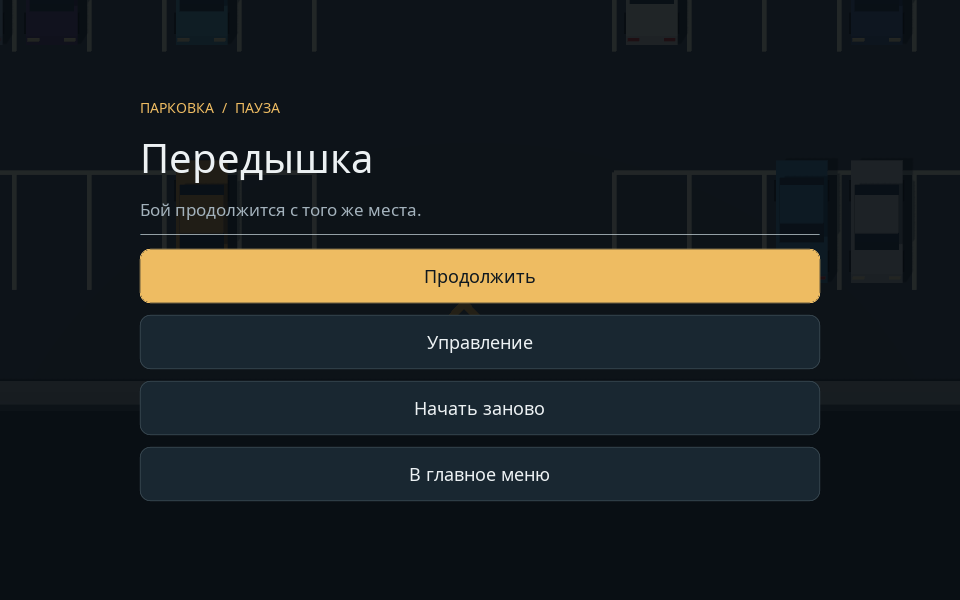 ПАРКОВКА / ПАУЗА
Передышка
Бой продолжится с того же места.
Продолжить
Управление
Начать заново
В главное меню